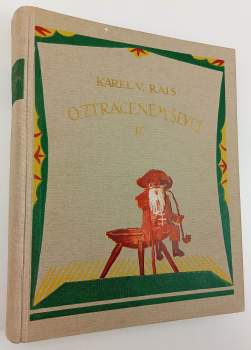 KAREL V. RAIS
O ZTRACENÉM ŠEVCI
II